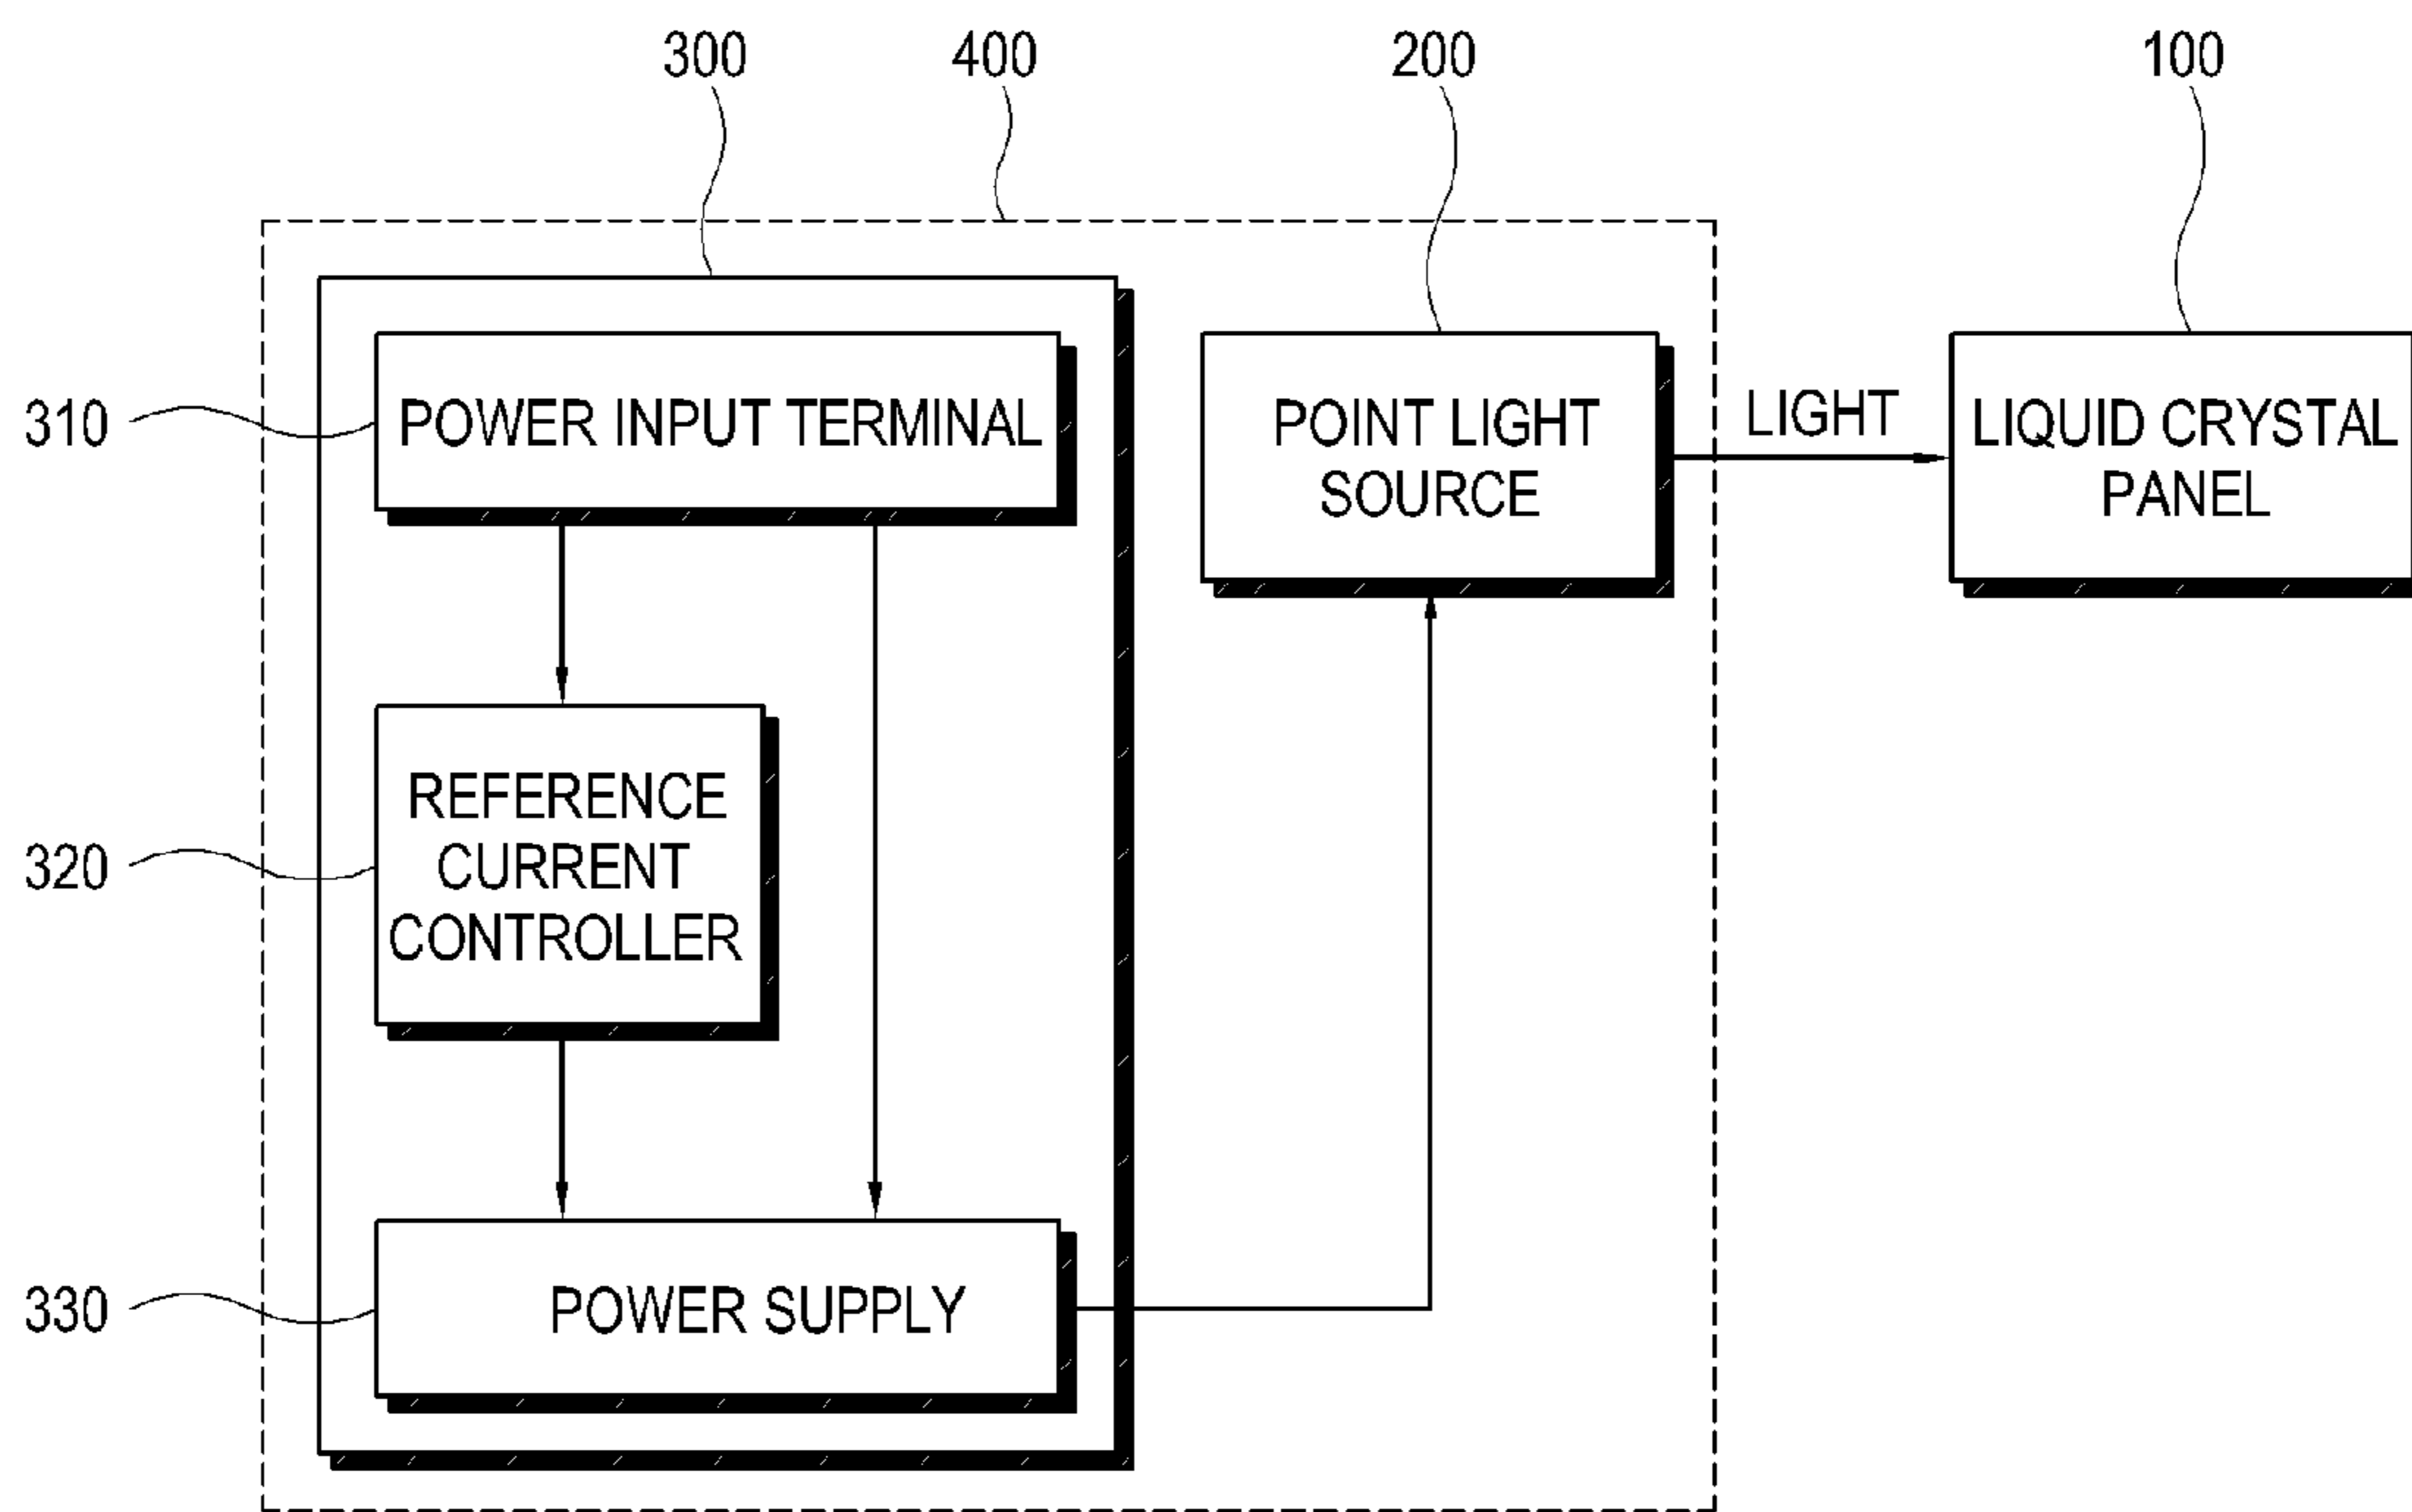 300
400
200
100
310
POWER INPUT TERMINAL
POINT LIGHT
SOURCE
LIGHT
LIQUID CRYSTAL
PANEL
320
REFERENCE
CURRENT
CONTROLLER
330
POWER SUPPLY